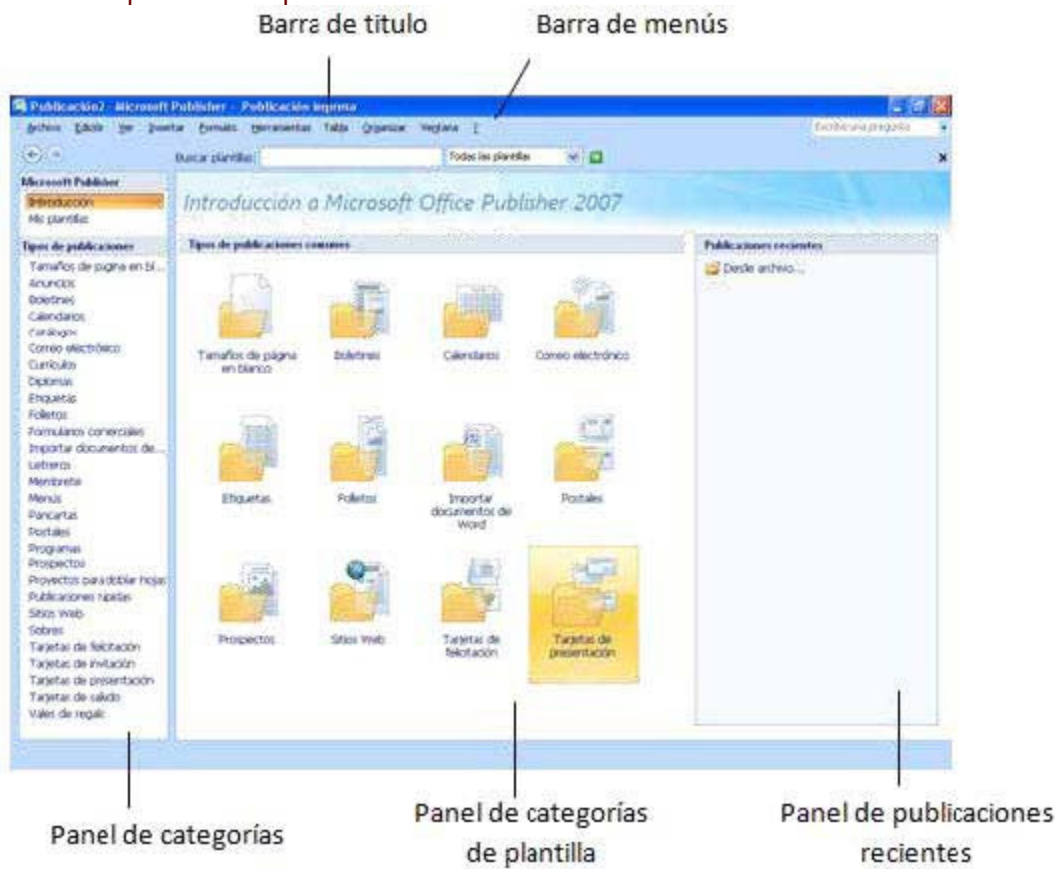 Barra de titulo
Barra de menús
Publicación2 - Microsoft Publisher - Publicación impresa
Archivo Edición Ver Insertar Formato Herramientas Tabla Organizar Ventana ?
Escriba una pregunta
Buscar plantillas:
Todas las plantillas
Microsoft Publisher
Introducción
Mis plantillas
Introducción a Microsoft Office Publisher 2007
Tipos de publicaciones
Tamaños de página en bl...
Anuncios
Boletines
Calendarios
Catálogos
Correo electrónico
Currículos
Diplomas
Etiquetas
Folletos
Formularios comerciales
Importar documentos de...
Letreros
Membrete
Menús
Pancartas
Postales
Programas
Prospectos
Proyectos para doblar hojas
Publicaciones rápidas
Sitios Web
Sobres
Tarjetas de felicitación
Tarjetas de invitación
Tarjetas de presentación
Tarjetas de saludo
Vales de regalo
Tipos de publicaciones comunes
Tamaños de página
en blanco
Boletines
Calendarios
Correo electrónico
Etiquetas
Folletos
Importar
documentos de
Word
Postales
Prospectos
Sitios Web
Tarjetas de
felicitación
Tarjetas de
presentación
Publicaciones recientes
Desde archivo...
Panel de categorías
Panel de categorías
de plantilla
Panel de publicaciones
recientes